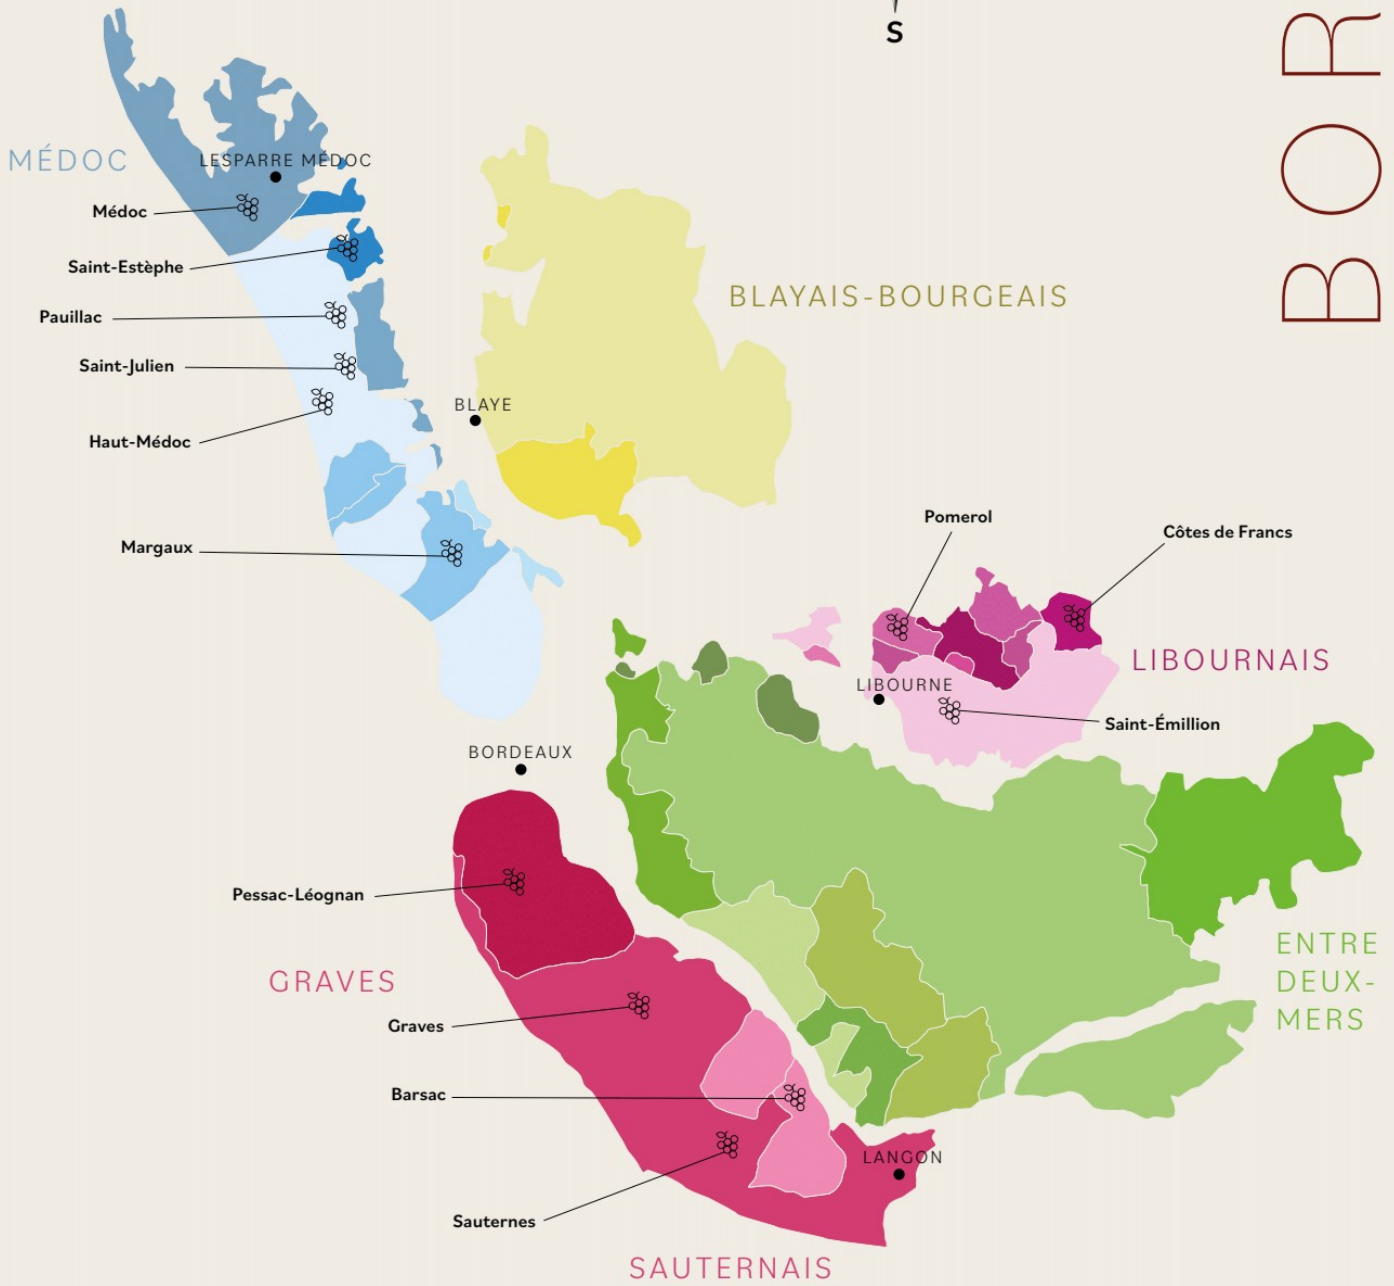 S
BOR
MÉDOC
LESPARRE MÉDOC
Médoc
Saint-Estèphe
Pauillac
Saint-Julien
Haut-Médoc
Margaux
BLAYAIS-BOURGEAIS
BLAYE
Pomerol
Côtes de Francs
LIBOURNAIS
LIBOURNE
Saint-Émillion
BORDEAUX
Pessac-Léognan
GRAVES
Graves
Barsac
Sauternes
LANGON
SAUTERNAIS
ENTRE
DEUX-
MERS